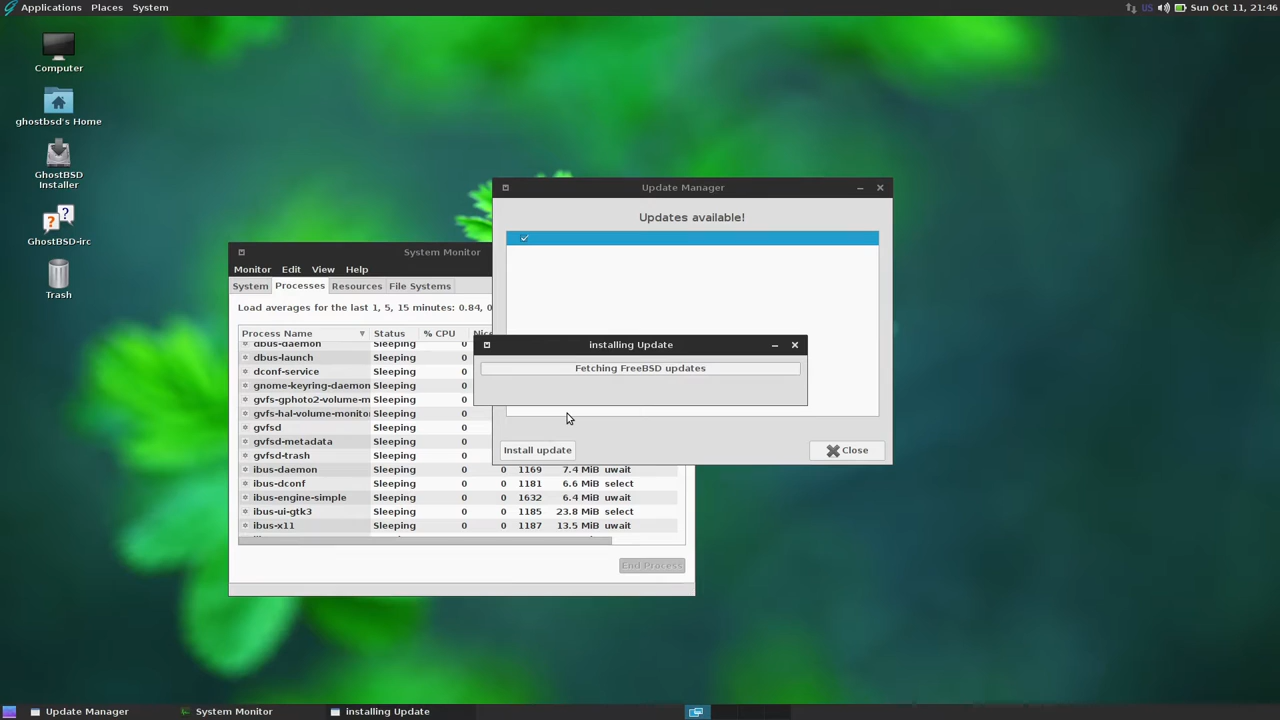 Applications Places System
US Sun Oct 11, 21:46
Computer
ghostbsd's Home
GhostBSD
Installer
GhostBSD-irc
Trash
Update Manager
Updates available!
Install update
Close
System Monitor
Monitor Edit View Help
System Processes Resources File Systems
Load averages for the last 1, 5, 15 minutes: 0.84, 0
Process Name Status % CPU
dbus-daemon Sleeping 0
dbus-launch Sleeping 0
dconf-service Sleeping 0
gnome-keyring-daemon Sleeping 0
gvfs-gphoto2-volume-m Sleeping 0
gvfs-hal-volume-monito Sleeping 0
gvfsd Sleeping 0
gvfsd-metadata Sleeping 0
gvfsd-trash Sleeping 0
ibus-daemon Sleeping 0 0 1169 7.4 MiB uwait
ibus-dconf Sleeping 0 0 1181 6.6 MiB select
ibus-engine-simple Sleeping 0 0 1632 6.4 MiB uwait
ibus-ui-gtk3 Sleeping 0 0 1185 23.8 MiB select
ibus-x11 Sleeping 0 0 1187 13.5 MiB uwait
End Process
installing Update
Fetching FreeBSD updates
Update Manager System Monitor installing Update